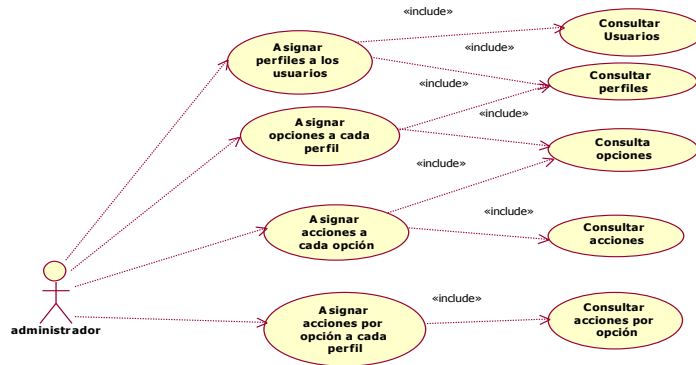 «include»
Asignar
perfiles a los
usuarios
Consultar
Usuarios
«include»
«include»
Consultar
perfiles
Asignar
opciones a cada
perfil
«include»
Consulta
opciones
«include»
Asignar
acciones a
cada opción
«include»
Consultar
acciones
administrador
Asignar
acciones por
opción a cada
perfil
«include»
Consultar
acciones por
opción